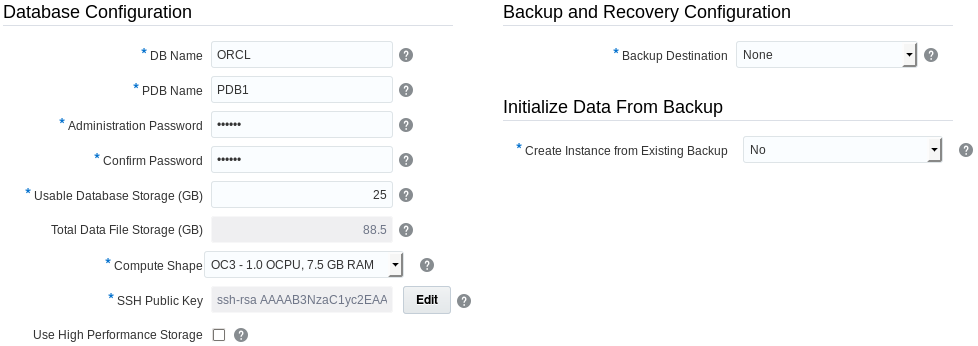 Database Configuration
* DB Name ORCL ?
* PDB Name PDB1 ?
* Administration Password •••••• ?
* Confirm Password •••••• ?
* Usable Database Storage (GB) 25 ?
Total Data File Storage (GB) 88.5 ?
* Compute Shape OC3 - 1.0 OCPU, 7.5 GB RAM ?
* SSH Public Key ssh-rsa AAAAB3NzaC1yc2EAA Edit ?
Use High Performance Storage ?
Backup and Recovery Configuration
* Backup Destination None ?
Initialize Data From Backup
* Create Instance from Existing Backup No ?